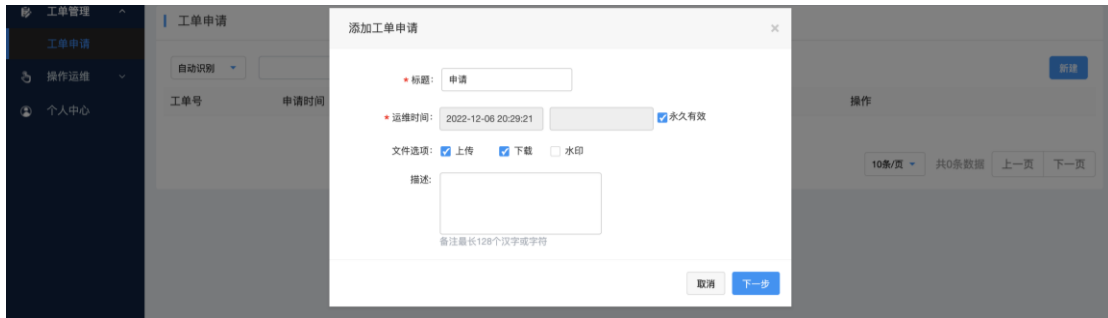 工单管理
工单申请
操作运维
个人中心
工单申请
自动识别
新建
工单号 申请时间 操作
10条/页 共0条数据 上一页 下一页
添加工单申请
* 标题： 申请
* 运维时间： 2022-12-06 20:29:21 永久有效
文件选项： 上传 下载 水印
描述：
备注最长128个汉字或字符
取消 下一步